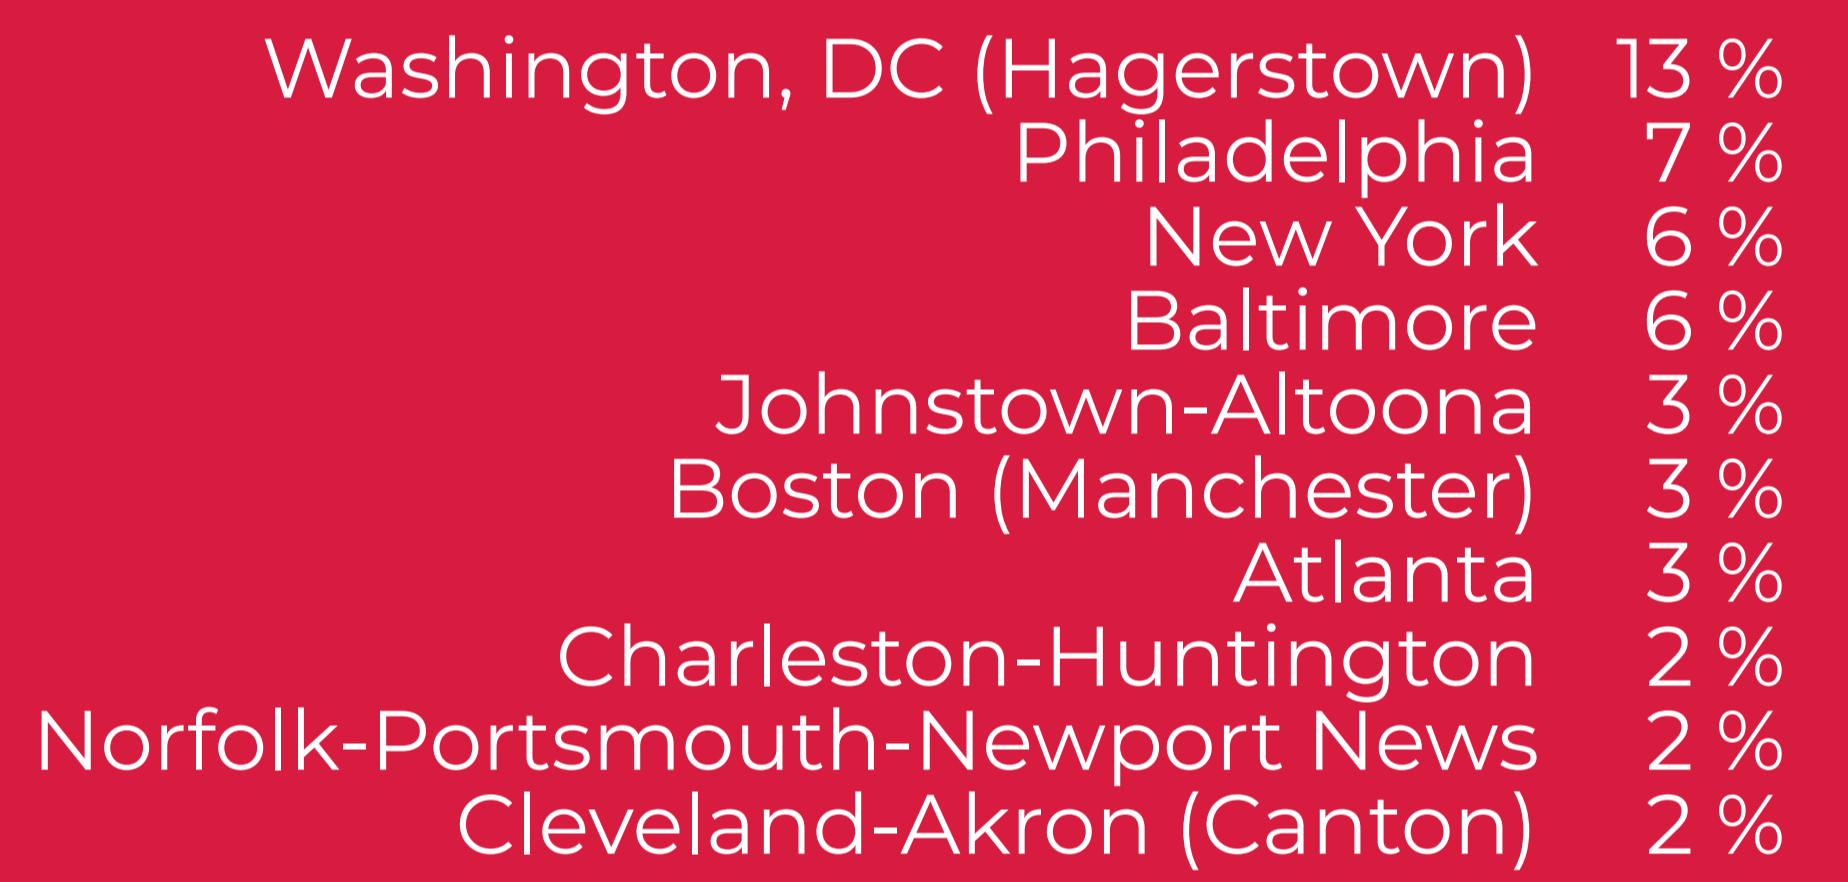 Washington, DC (Hagerstown) 13 %
Philadelphia 7 %
New York 6 %
Baltimore 6 %
Johnstown-Altoona 3 %
Boston (Manchester) 3 %
Atlanta 3 %
Charleston-Huntington 2 %
Norfolk-Portsmouth-Newport News 2 %
Cleveland-Akron (Canton) 2 %